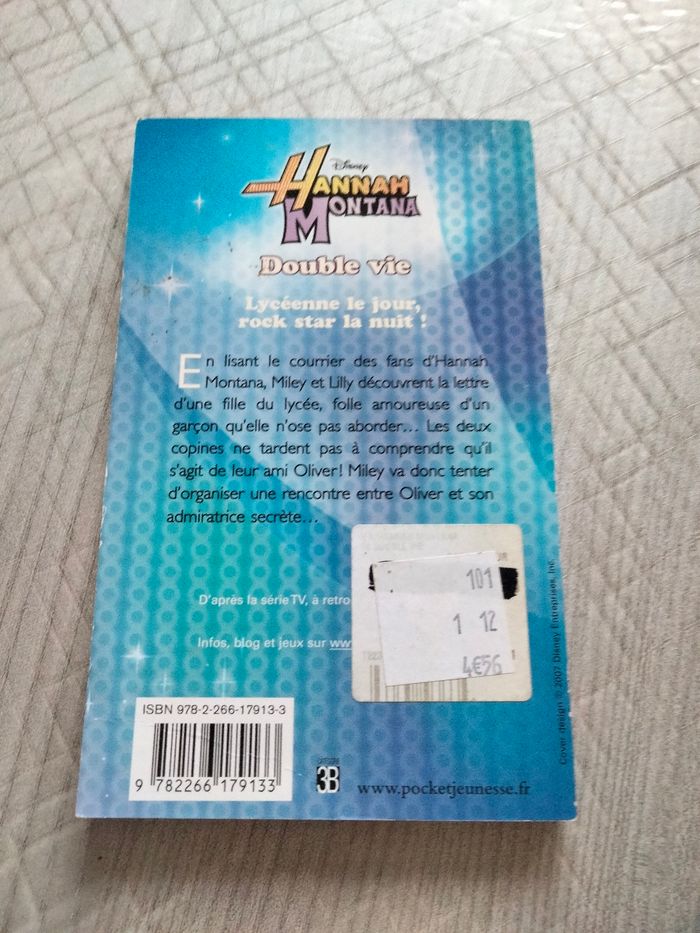 Disney
HANNAH
MONTANA
Double vie
Lycéenne le jour,
rock star la nuit !
En lisant le courrier des fans d'Hannah
Montana, Miley et Lilly découvrent la lettre
d'une fille du lycée, folle amoureuse d'un
garçon qu'elle n'ose pas aborder... Les deux
copines ne tardent pas à comprendre qu'il
s'agit de leur ami Oliver! Miley va donc tenter
d'organiser une rencontre entre Oliver et son
admiratrice secrète...
101
1 12
4€56
D'après la série TV, à retro
Infos, blog et jeux sur www.
Cover design © 2007 Disney Enterprises, Inc.
ISBN 978-2-266-17913-3
9 782266 179133
3B
www.pocketjeunesse.fr